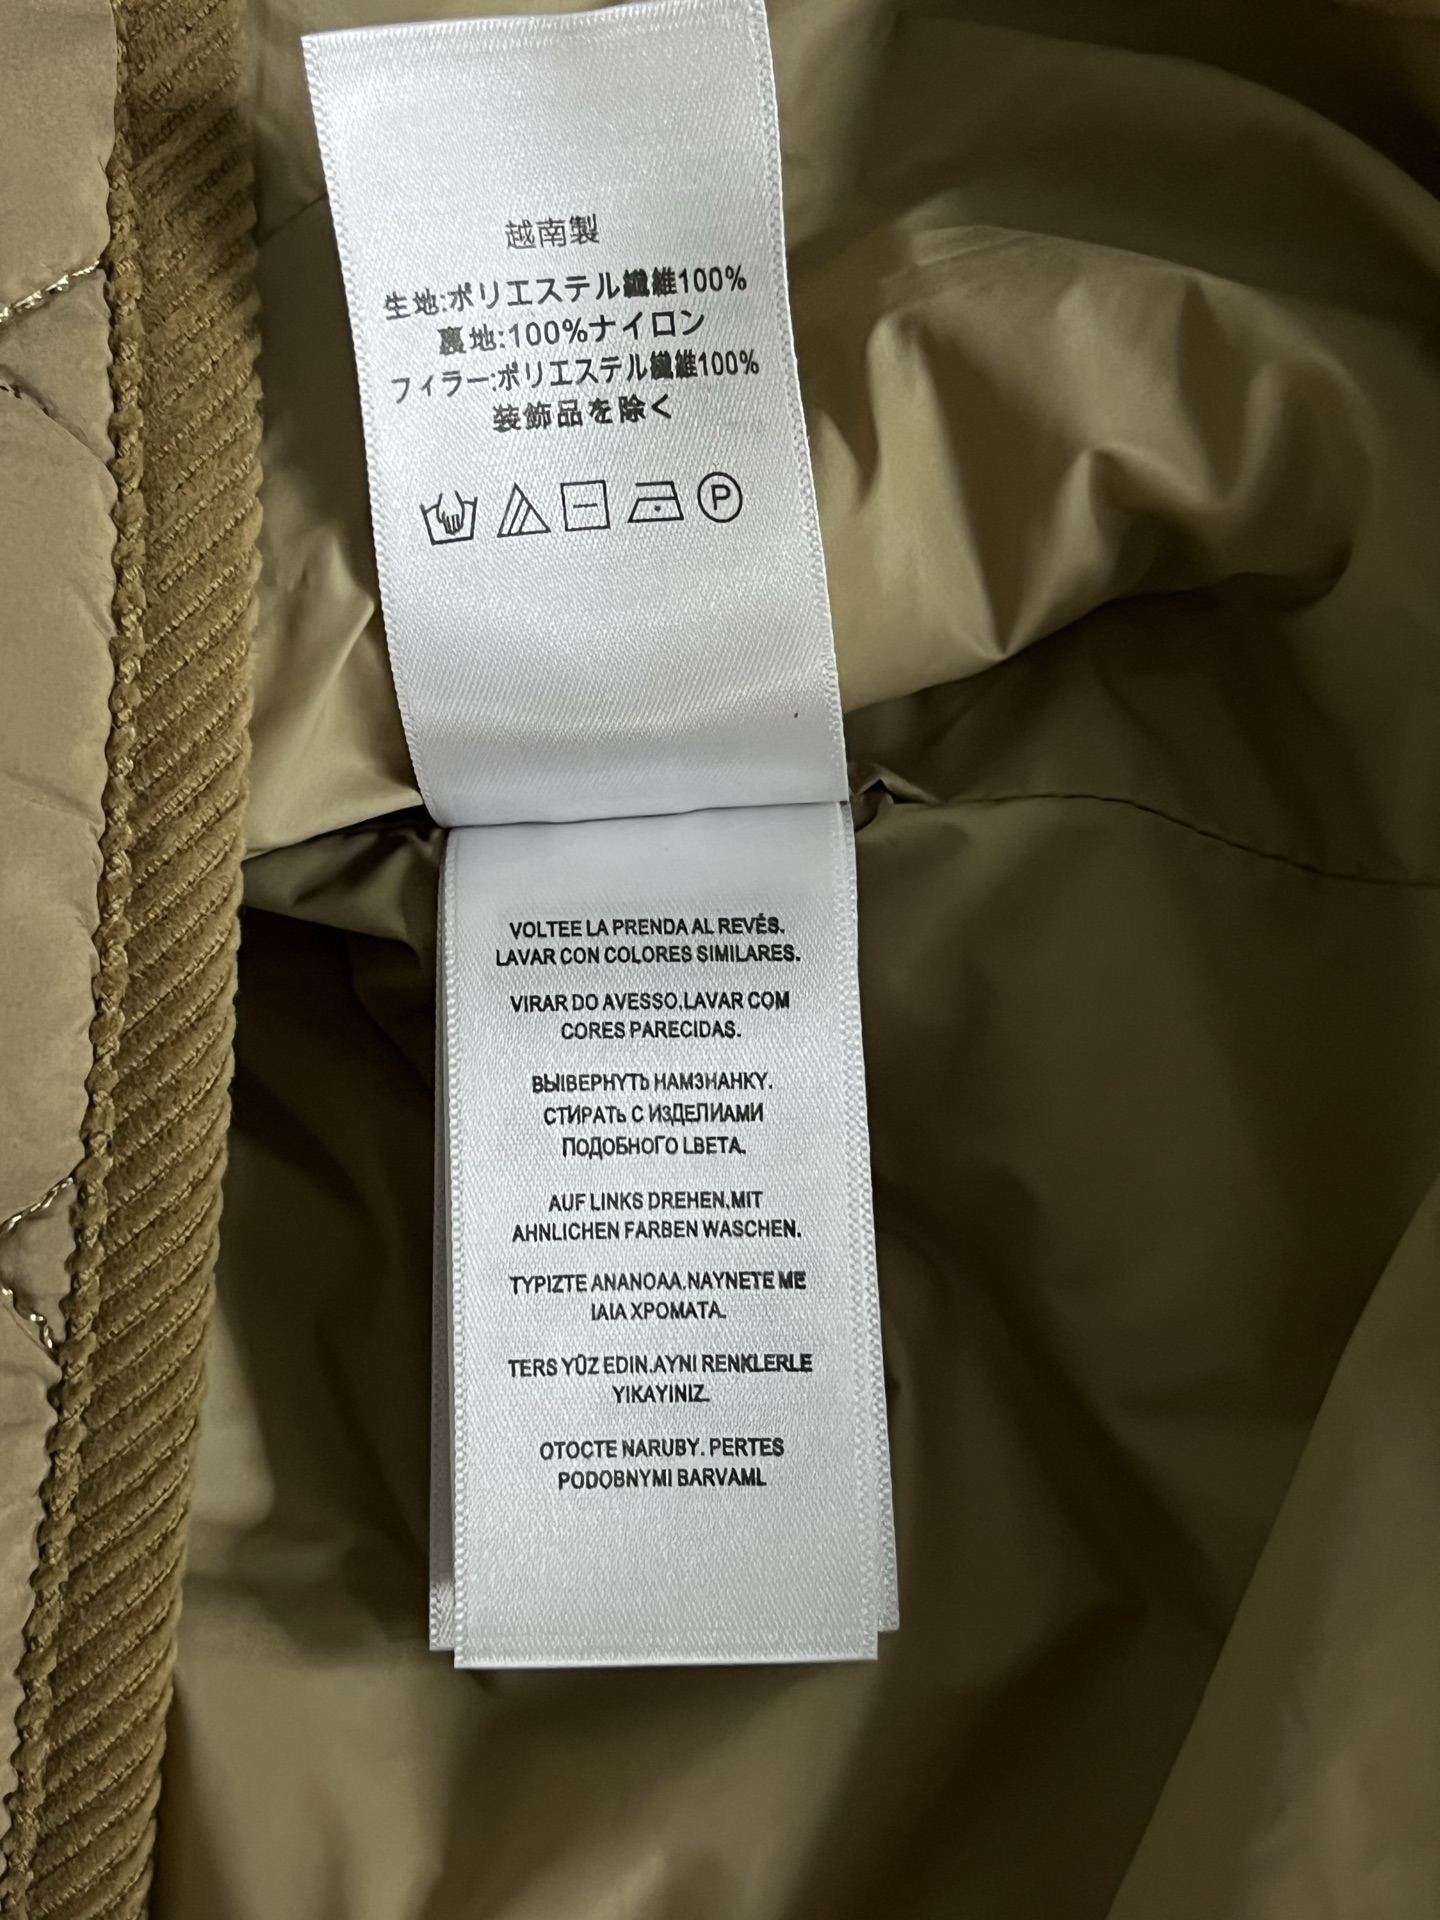 越南製
生地:ポリエステル繊維100%
裏地:100%ナイロン
フィラー:ポリエステル繊維100%
装飾品を除く
P
VOLTEE LA PRENDA AL REVÉS.
LAVAR CON COLORES SIMILARES.
VIRAR DO AVESSO.LAVAR COM
CORES PARECIDAS.
ВЫIВЕРНУТЬ НАМЗНАНКУ.
СТИРАТЬ С ИЗДЕЛИАМИ
ПОДОБНОГО LBETA.
AUF LINKS DREHEN.MIT
AHNLICHEN FARBEN WASCHEN.
TYPIZTE ANANOAA.NAYNETE ME
IAIA XPOMATA.
TERS YÜZ EDIN.AYNI RENKLERLE
YIKAYINIZ.
OTOCTE NARUBY. PERTES
PODOBNYMI BARVAML